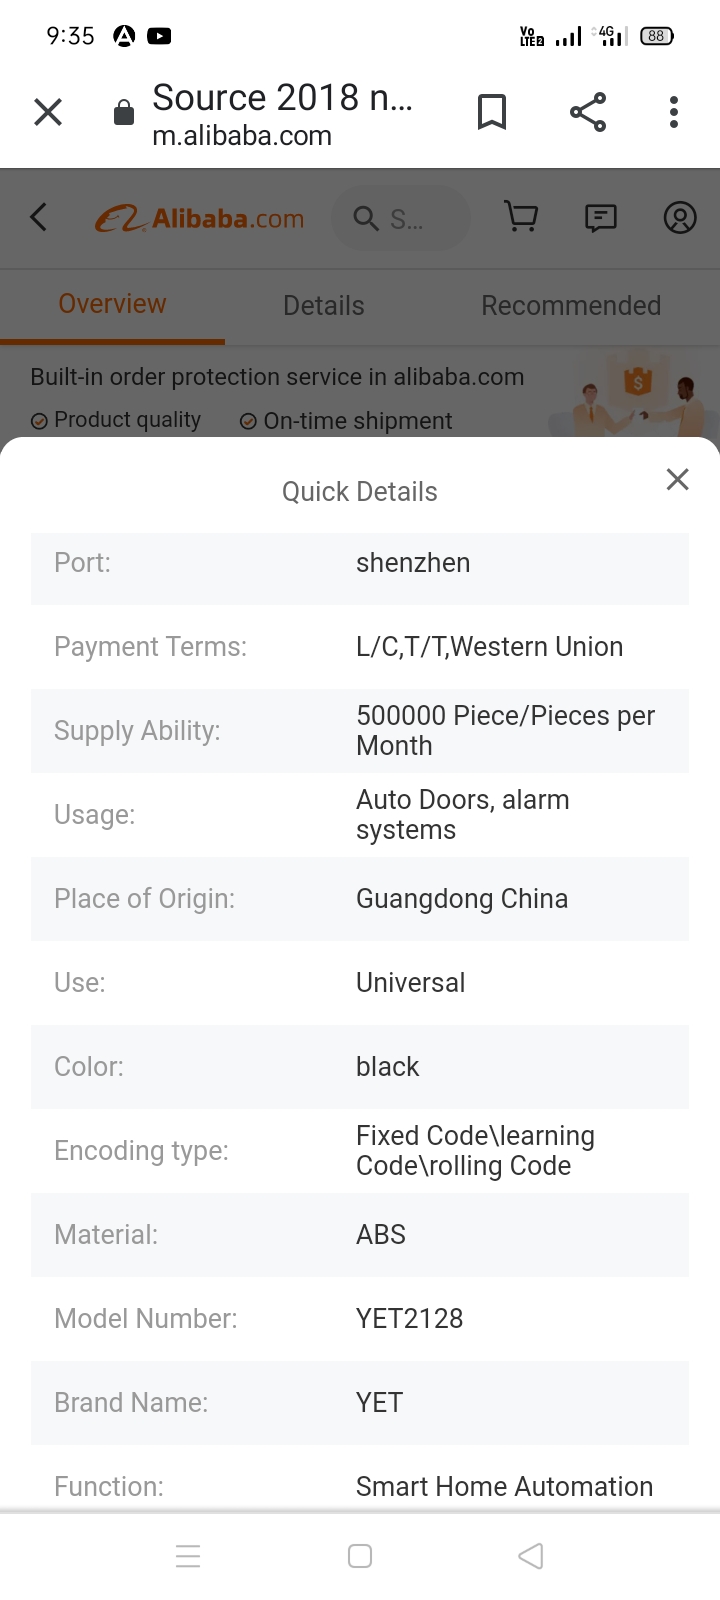 9:35
Vo LTE2 4G 88
Source 2018 n...
m.alibaba.com
Alibaba.com S...
Overview Details Recommended
Built-in order protection service in alibaba.com
Product quality On-time shipment
Quick Details
Port: shenzhen
Payment Terms: L/C,T/T,Western Union
Supply Ability: 500000 Piece/Pieces per
Month
Usage: Auto Doors, alarm
systems
Place of Origin: Guangdong China
Use: Universal
Color: black
Encoding type: Fixed Code\learning
Code\rolling Code
Material: ABS
Model Number: YET2128
Brand Name: YET
Function: Smart Home Automation